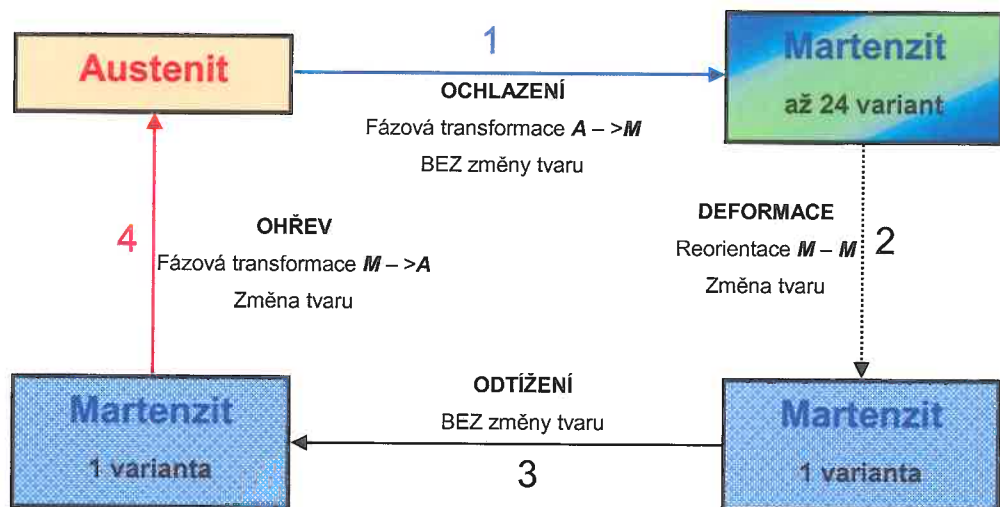 Austenit
1
OCHLAZENÍ
Fázová transformace A – >M
BEZ změny tvaru
Martenzit
až 24 variant
DEFORMACE
Reorientace M – M
Změna tvaru
2
Martenzit
1 varianta
ODTÍŽENÍ
BEZ změny tvaru
3
Martenzit
1 varianta
4
OHŘEV
Fázová transformace M – >A
Změna tvaru